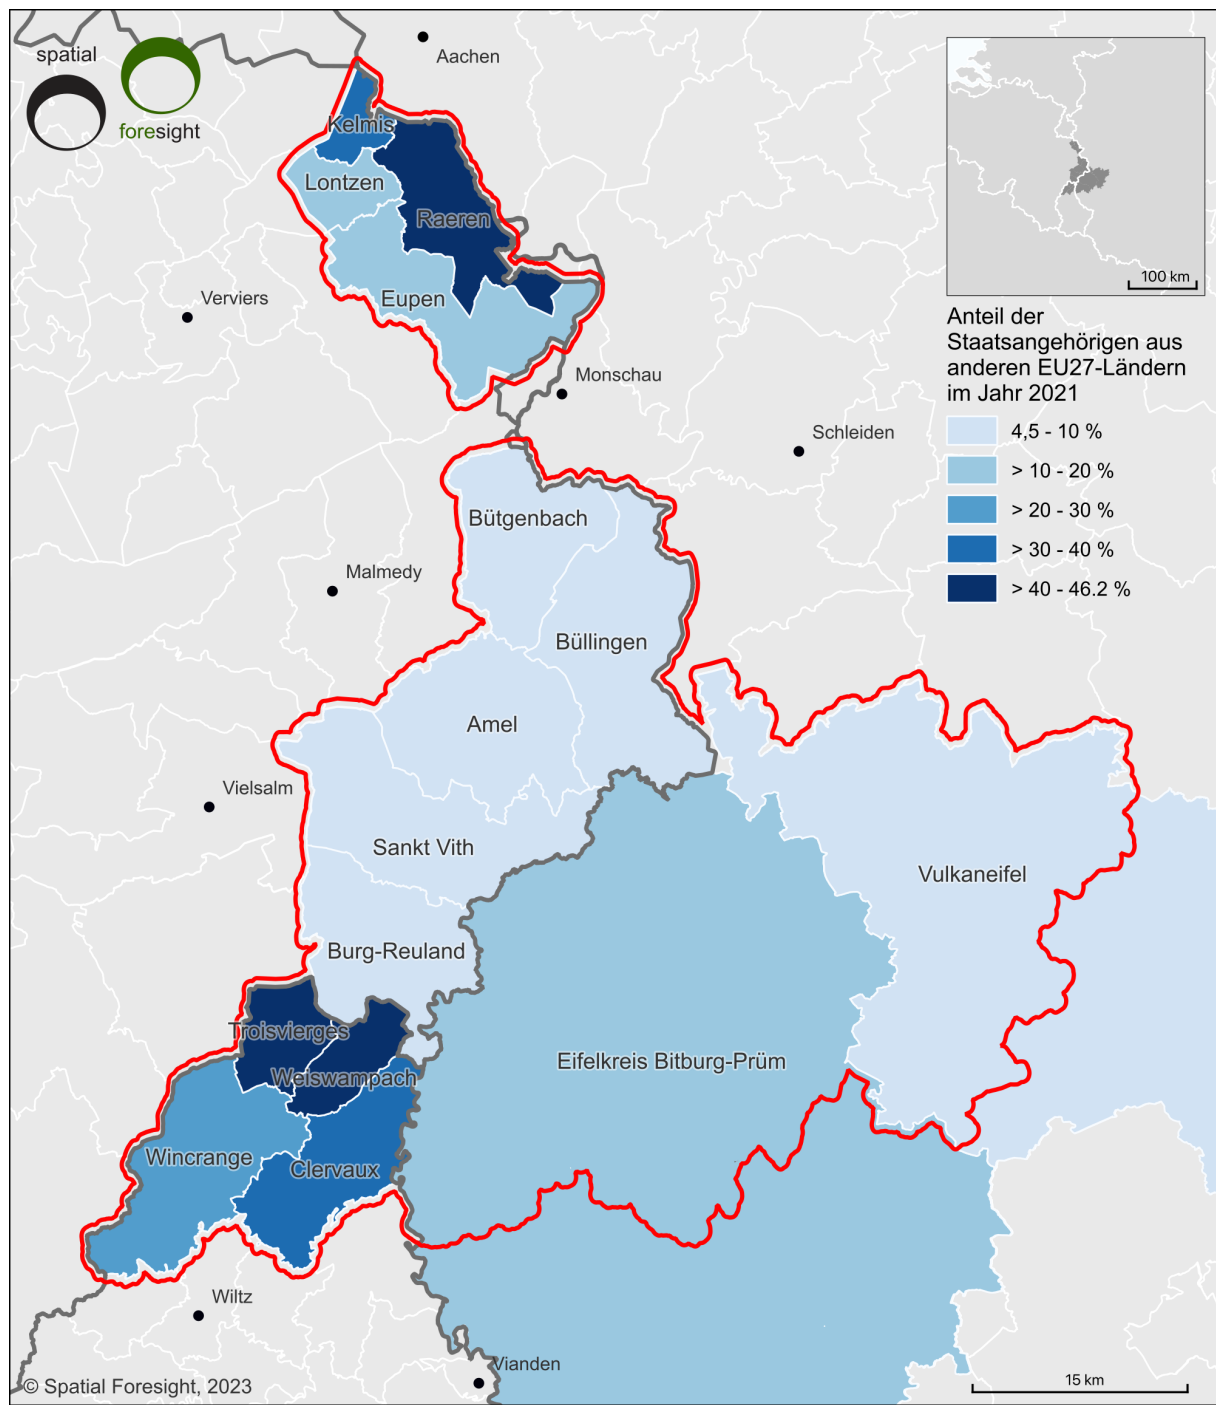 spatial
foresight
Aachen
Kelmis
Lontzen
Raeren
Verviers
Eupen
Monschau
Schleiden
Bütgenbach
Malmedy
Büllingen
Amel
Vielsalm
Sankt Vith
Vulkaneifel
Burg-Reuland
Troisvierges
Weiswampach
Eifelkreis Bitburg-Prüm
Wincrange
Clervaux
Wiltz
Vianden
100 km
Anteil der
Staatsangehörigen aus
anderen EU27-Ländern
im Jahr 2021
4,5 - 10 %
> 10 - 20 %
> 20 - 30 %
> 30 - 40 %
> 40 - 46.2 %
© Spatial Foresight, 2023
15 km